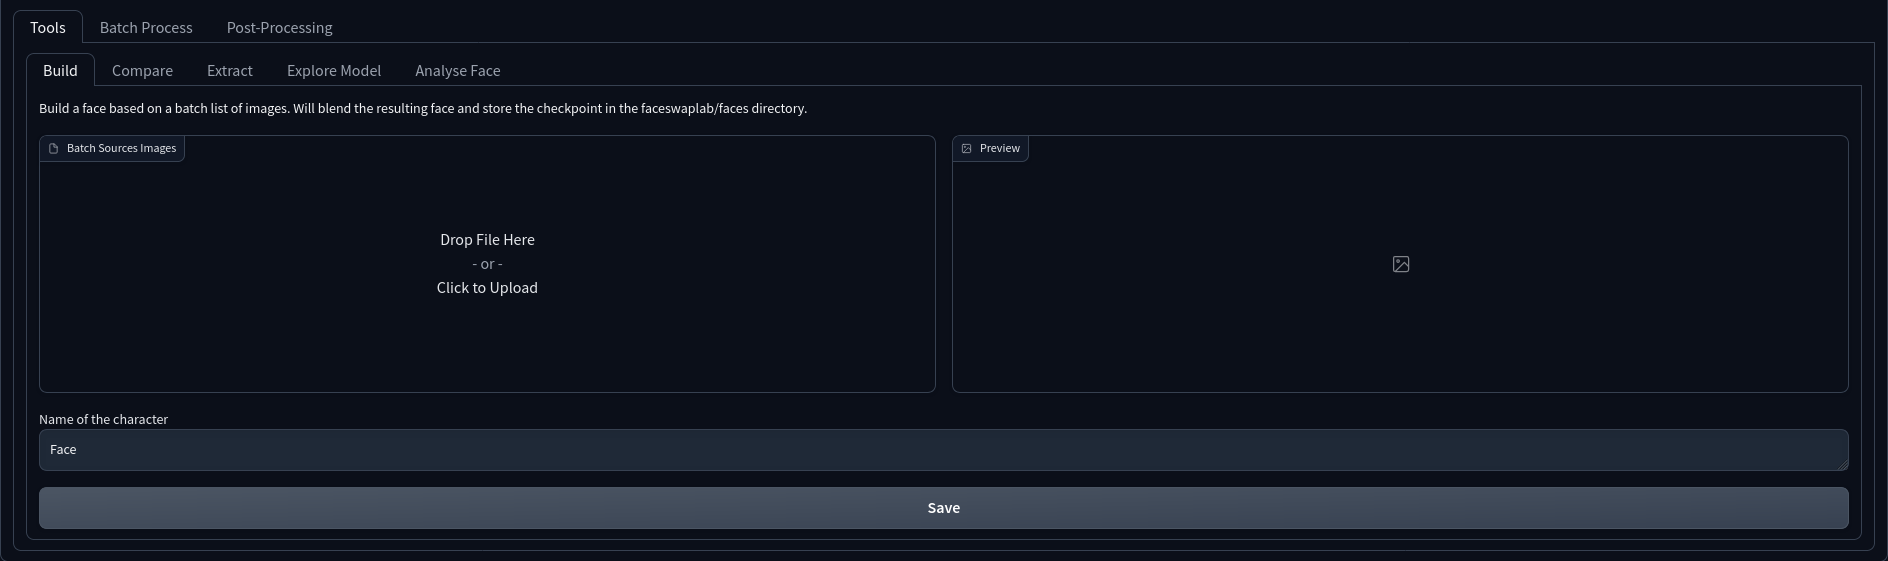 Tools Batch Process Post-Processing
Build Compare Extract Explore Model Analyse Face
Build a face based on a batch list of images. Will blend the resulting face and store the checkpoint in the faceswaplab/faces directory.
Batch Sources Images
Drop File Here
- or -
Click to Upload
Preview
Name of the character
Face
Save